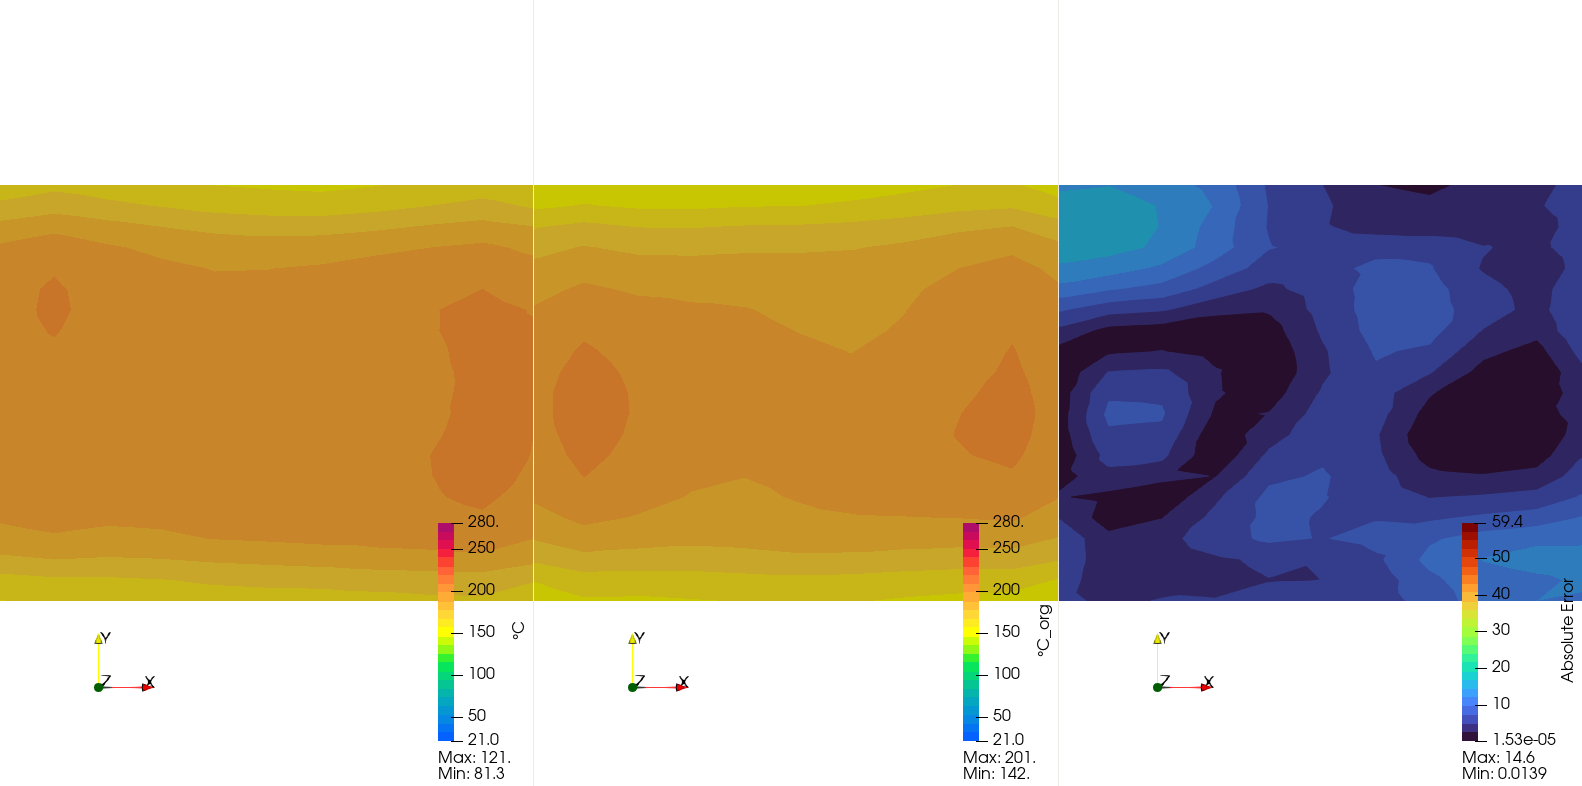 280.
250
200
150
100
50
21.0
°C
Max: 121.
Min: 81.3
Y
Z
X
280.
250
200
150
100
50
21.0
°C_org
Max: 201.
Min: 142.
Y
Z
X
59.4
50
40
30
20
10
1.53e-05
Absolute Error
Max: 14.6
Min: 0.0139
Y
Z
X